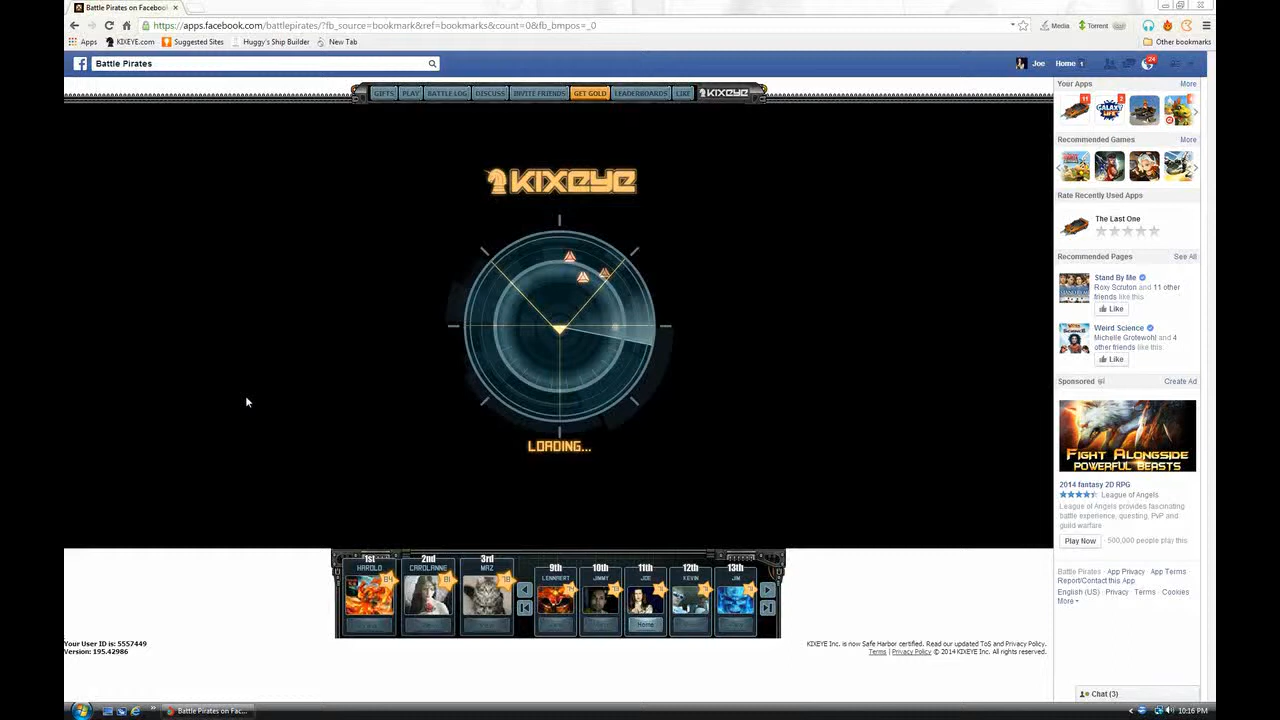 Battle Pirates on Facebook
https://apps.facebook.com/battlepirates/?fb_source=bookmark&ref=bookmarks&count=0&fb_bmpos=_0
Media
Torrent
Apps
KIXEYE.com
Suggested Sites
Huggy's Ship Builder
New Tab
Other bookmarks
Battle Pirates
Joe
Home 1
24
GIFTS
PLAY
BATTLE LOG
DISCUSS
INVITE FRIENDS
GET GOLD
LEADERBOARDS
LIKE
KIXEYE
Your Apps
More
11
Recommended Games
More
Rate Recently Used Apps
The Last One
Recommended Pages
See All
Stand By Me
Roxy Scruton and 11 other
friends like this
Like
Weird Science
Michelle Grotewohl and 4
other friends like this
Like
Sponsored
Create Ad
FIGHT ALONGSIDE
POWERFUL BEASTS
2014 fantasy 2D RPG
League of Angels
League of Angels provides fascinating
battle experience, questing, PVP and
guild warfare
Play Now
500,000 people play this
KIXEYE
LOADING...
1st
HAROLD
84
2nd
CAROLANNE
81
3rd
MAZ
78
9th
LENNAERT
10th
JIMMY
11th
JOE
Home
12th
KEVIN
13th
JIM
Battle Pirates · App Privacy · App Terms
Report/Contact this App
English (US) · Privacy · Terms · Cookies
More
Your User ID is: 5557449
Version: 195.42986
KIXEYE Inc. is now Safe Harbor certified. Read our updated ToS and Privacy Policy.
Terms | Privacy Policy © 2014 KIXEYE Inc. All rights reserved.
Chat (3)
Battle Pirates on Fac...
10:16 PM